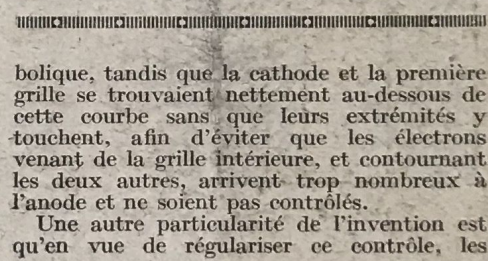 bolique, tandis que la cathode et la première
grille se trouvaient nettement au-dessous de
cette courbe sans que leurs extrémités y
touchent, afin d'éviter que les électrons
venant de la grille intérieure, et contournant
les deux autres, arrivent trop nombreux à
l'anode et ne soient pas contrôlés.
Une autre particularité de l'invention est
qu'en vue de régulariser ce contrôle, les